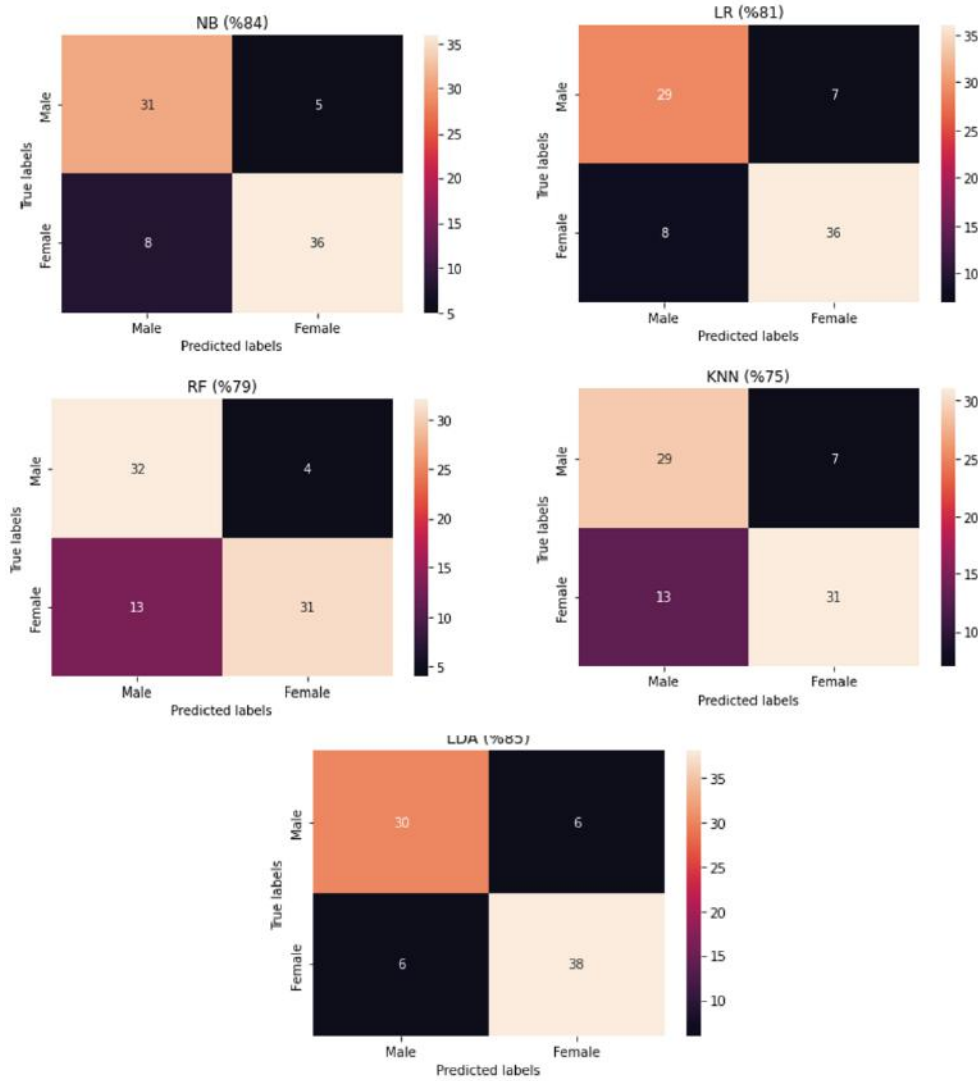 NB (%84)
Male
Female
True labels
31
5
8
36
Male
Female
Predicted labels
35
30
25
20
15
10
5
LR (%81)
Male
Female
True labels
29
7
8
36
Male
Female
Predicted labels
35
30
25
20
15
10
RF (%79)
Male
Female
True labels
32
4
13
31
Male
Female
Predicted labels
30
25
20
15
10
5
KNN (%75)
Male
Female
True labels
29
7
13
31
Male
Female
Predicted labels
30
25
20
15
10
LDA (%85)
Male
Female
True labels
30
6
6
38
Male
Female
Predicted labels
35
30
25
20
15
10